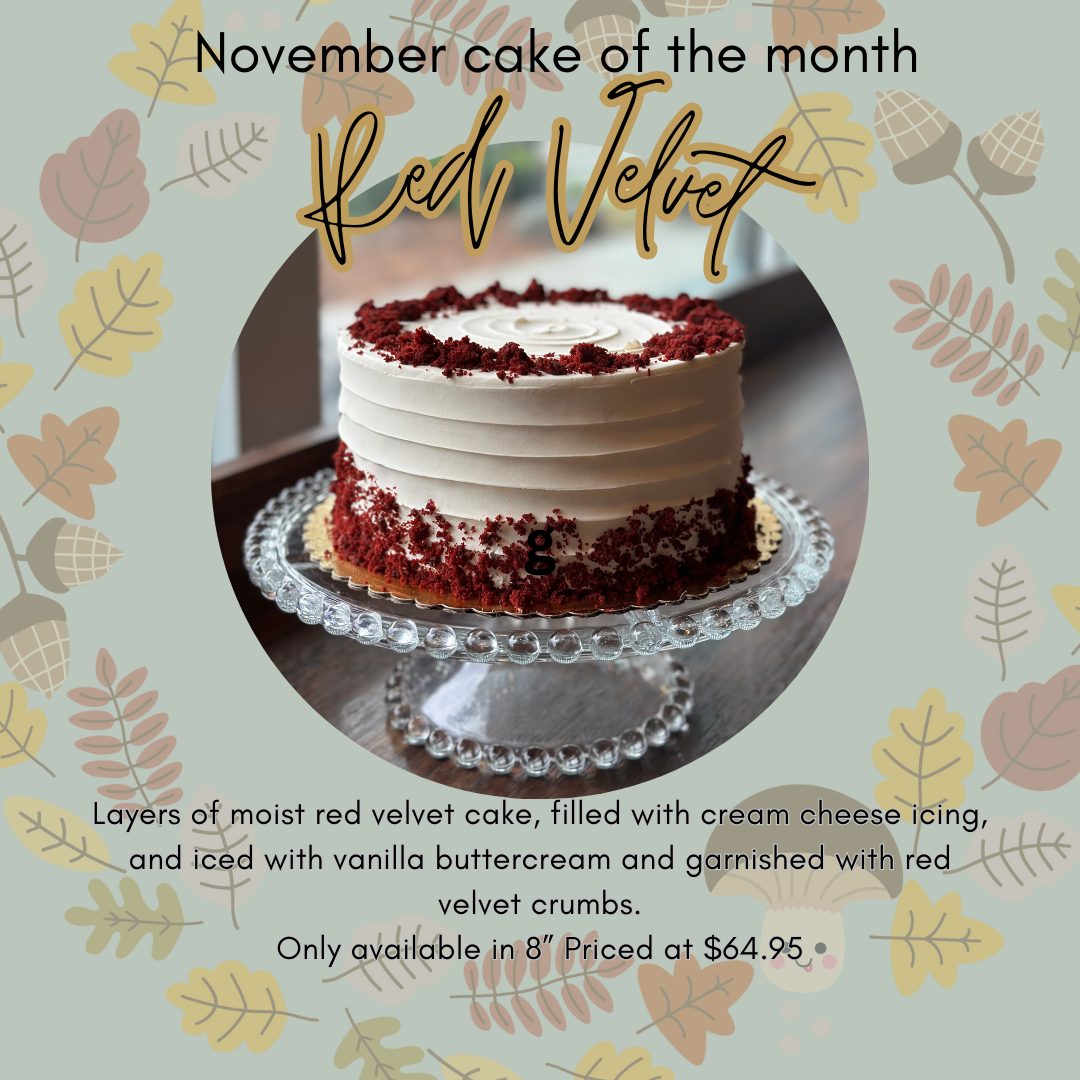 November cake of the month
Red Velvet
g
Layers of moist red velvet cake, filled with cream cheese icing,
and iced with vanilla buttercream and garnished with red
velvet crumbs.
Only available in 8” Priced at $64.95